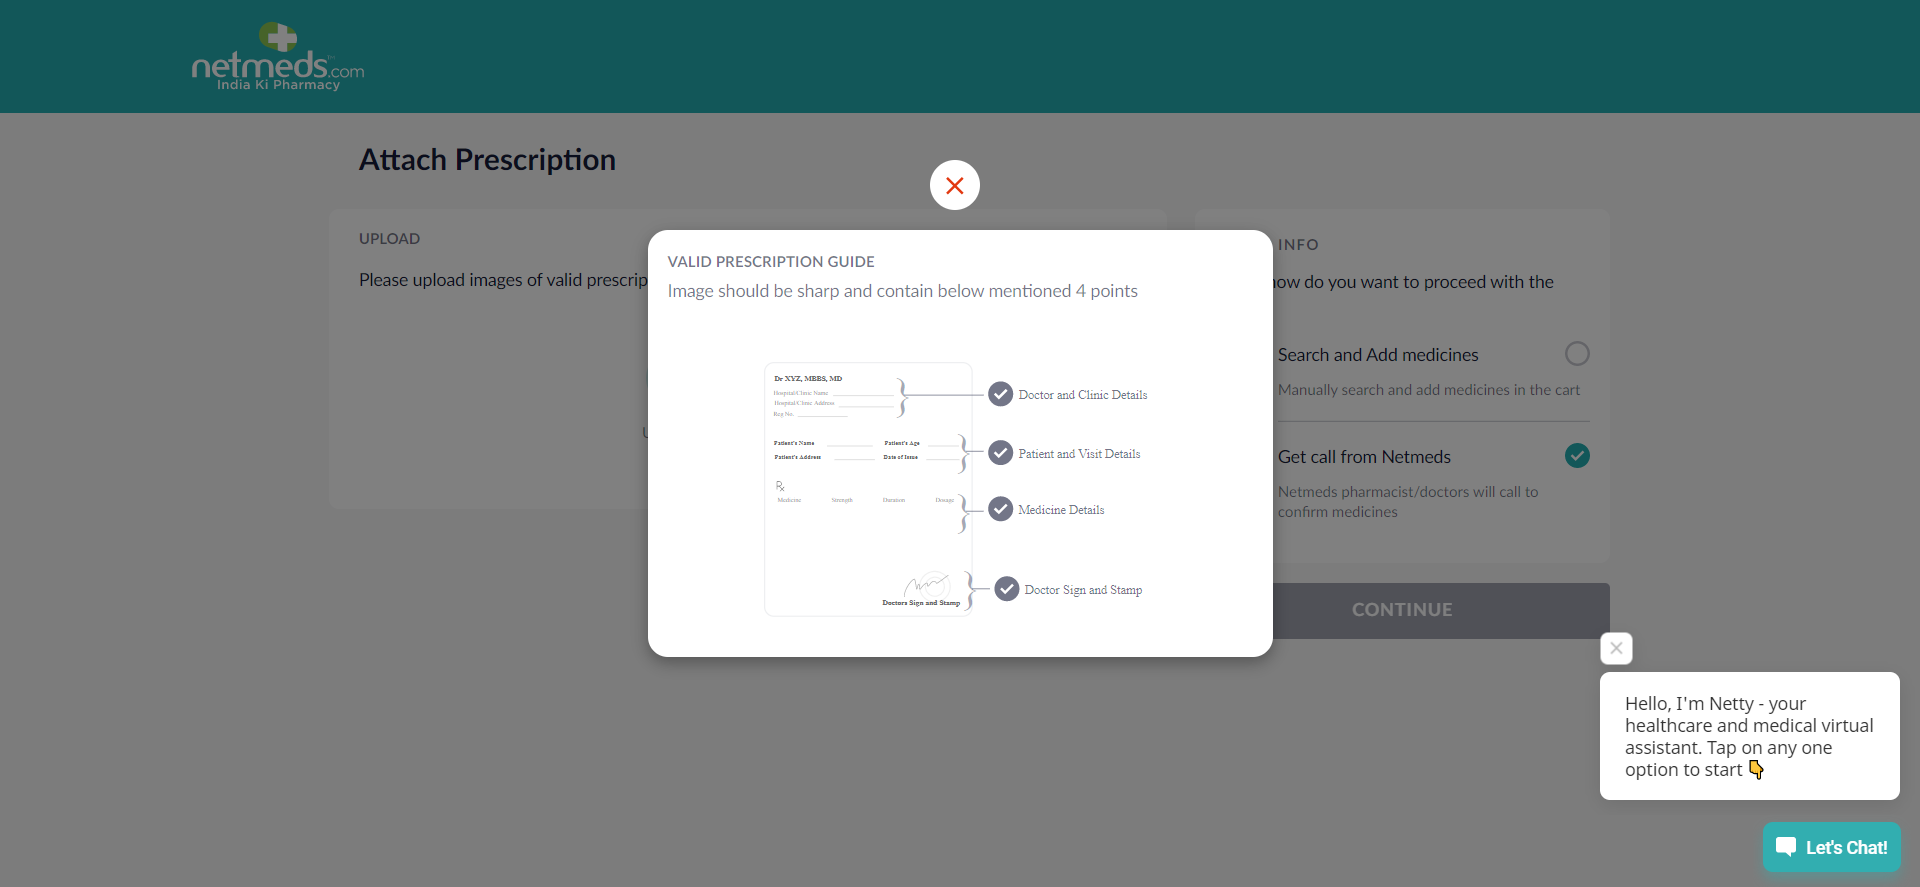 netmeds.com
India Ki Pharmacy
Attach Prescription
UPLOAD
Please upload images of valid prescrip
VALID PRESCRIPTION GUIDE
Image should be sharp and contain below mentioned 4 points
Dr XYZ, MBBS, MD
Hospital/Clinic Name
Hospital/Clinic Address
Reg No.
Doctor and Clinic Details
Patient's Name Patient's Age
Patient's Address Date of Issue
Patient and Visit Details
Rx
Medicine Strength Duration Dosage
Medicine Details
Doctors Sign and Stamp
Doctor Sign and Stamp
INFO
how do you want to proceed with the
Search and Add medicines
Manually search and add medicines in the cart
Get call from Netmeds
Netmeds pharmacist/doctors will call to
confirm medicines
CONTINUE
Hello, I'm Netty - your
healthcare and medical virtual
assistant. Tap on any one
option to start 👇
Let's Chat!